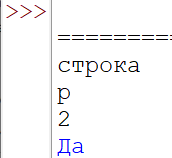 >>>
=========
строка
р
2
Да